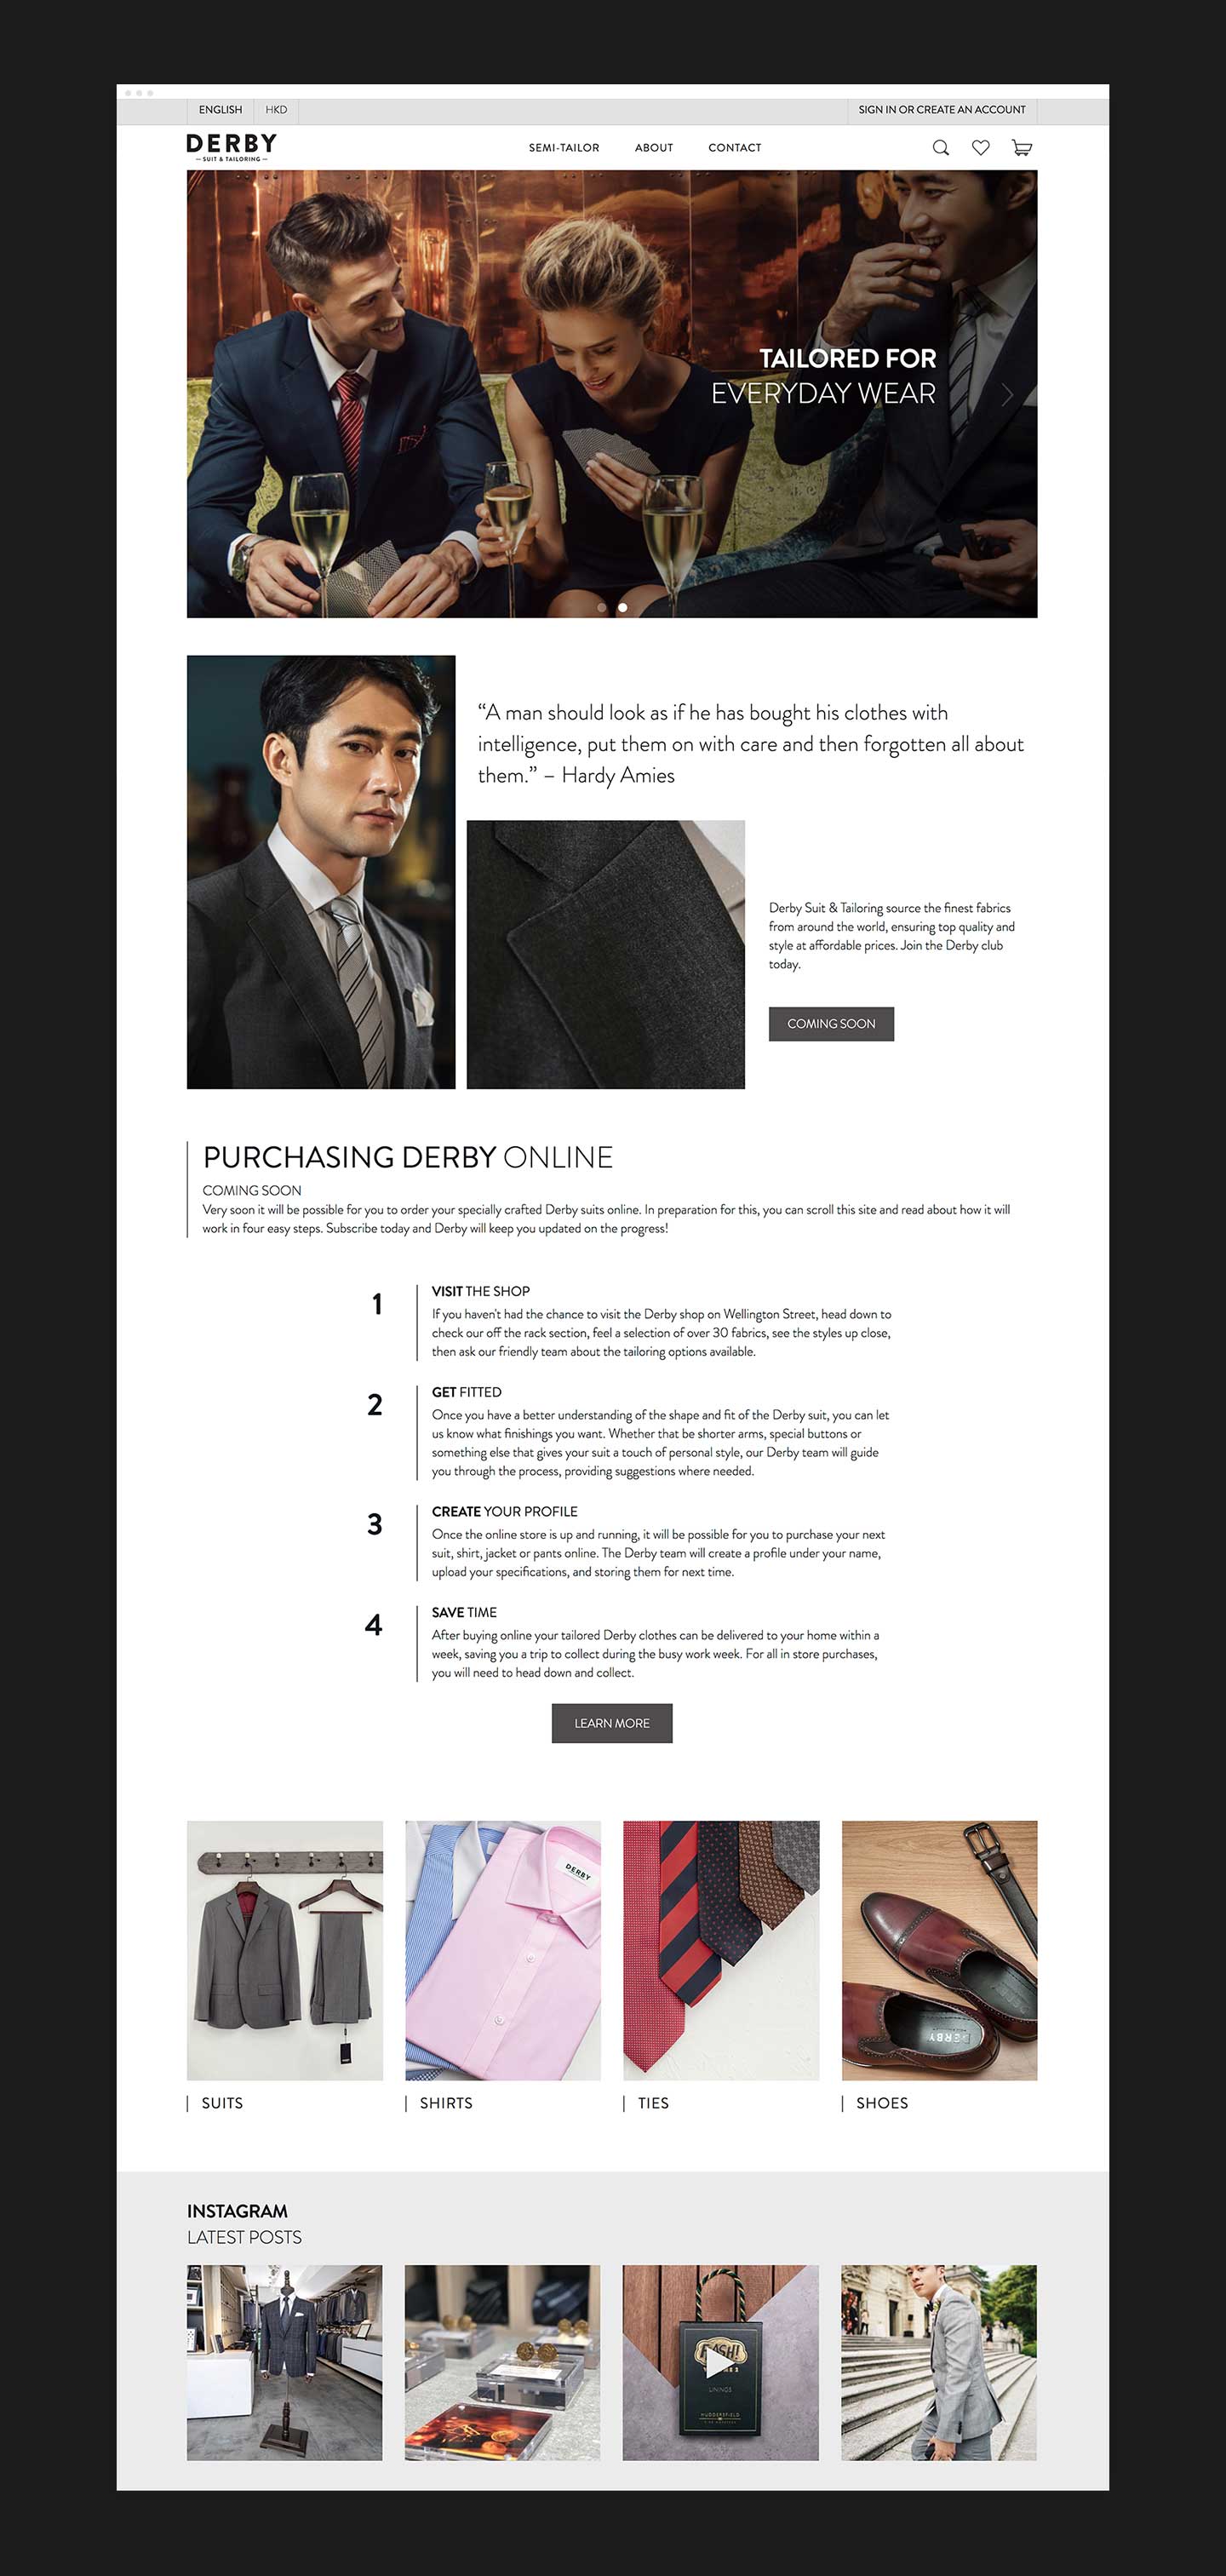 ENGLISH HKD SIGN IN OR CREATE AN ACCOUNT
DERBY
SUIT & TAILORING
SEMI-TAILOR ABOUT CONTACT
TAILORED FOR
EVERYDAY WEAR
“A man should look as if he has bought his clothes with
intelligence, put them on with care and then forgotten all about
them.” – Hardy Amies
Derby Suit & Tailoring source the finest fabrics
from around the world, ensuring top quality and
style at affordable prices. Join the Derby club
today.
COMING SOON
PURCHASING DERBY ONLINE
COMING SOON
Very soon it will be possible for you to order your specially crafted Derby suits online. In preparation for this, you can scroll this site and read about how it will
work in four easy steps. Subscribe today and Derby will keep you updated on the progress!
1
VISIT THE SHOP
If you haven't had the chance to visit the Derby shop on Wellington Street, head down to
check our off the rack section, feel a selection of over 30 fabrics, see the styles up close,
then ask our friendly team about the tailoring options available.
2
GET FITTED
Once you have a better understanding of the shape and fit of the Derby suit, you can let
us know what finishings you want. Whether that be shorter arms, special buttons or
something else that gives your suit a touch of personal style, our Derby team will guide
you through the process, providing suggestions where needed.
3
CREATE YOUR PROFILE
Once the online store is up and running, it will be possible for you to purchase your next
suit, shirt, jacket or pants online. The Derby team will create a profile under your name,
upload your specifications, and storing them for next time.
4
SAVE TIME
After buying online your tailored Derby clothes can be delivered to your home within a
week, saving you a trip to collect during the busy work week. For all in store purchases,
you will need to head down and collect.
LEARN MORE
DERBY
DERBY
SUITS SHIRTS TIES SHOES
INSTAGRAM
LATEST POSTS
LININGS
HUDDERSFIELD